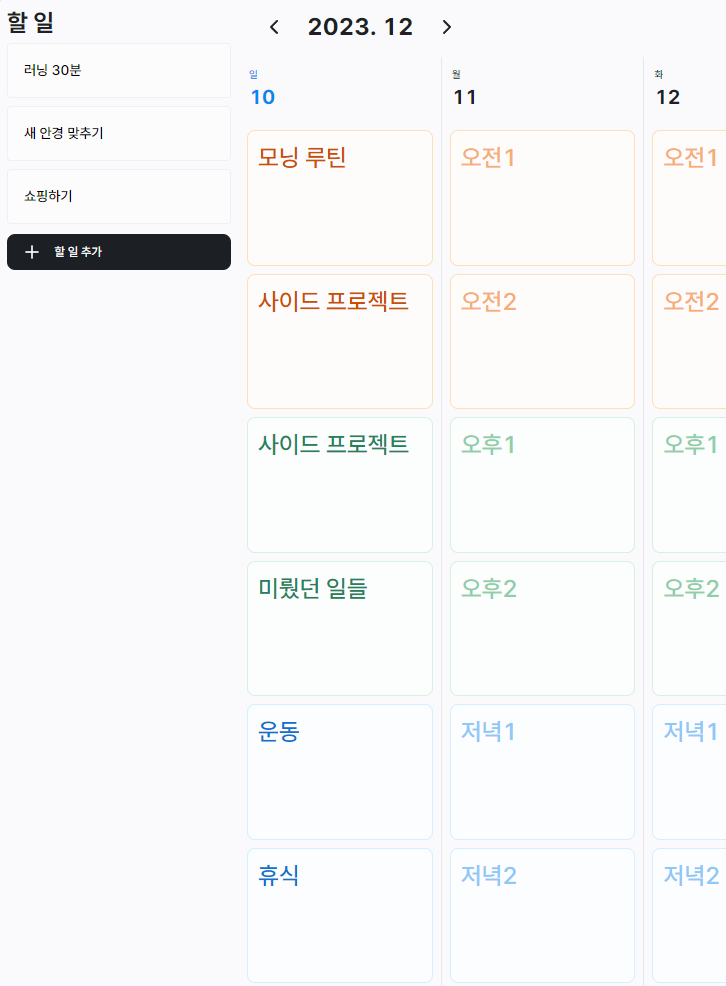 할 일
러닝 30분
새 안경 맞추기
쇼핑하기
할 일 추가
2023. 12
일
10
모닝 루틴
사이드 프로젝트
사이드 프로젝트
미뤘던 일들
운동
휴식
월
11
오전1
오전2
오후1
오후2
저녁1
저녁2
화
12
오전1
오전2
오후1
오후2
저녁1
저녁2